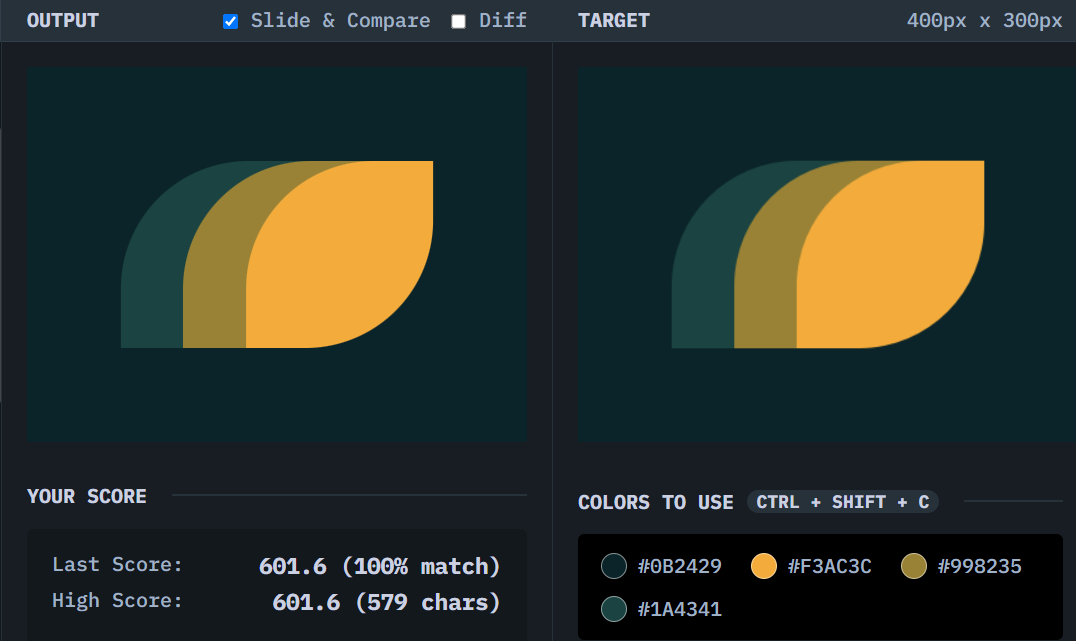 OUTPUT Slide & Compare Diff
TARGET 400px x 300px
YOUR SCORE
Last Score: 601.6 (100% match)
High Score: 601.6 (579 chars)
COLORS TO USE CTRL + SHIFT + C
#0B2429 #F3AC3C #998235
#1A4341